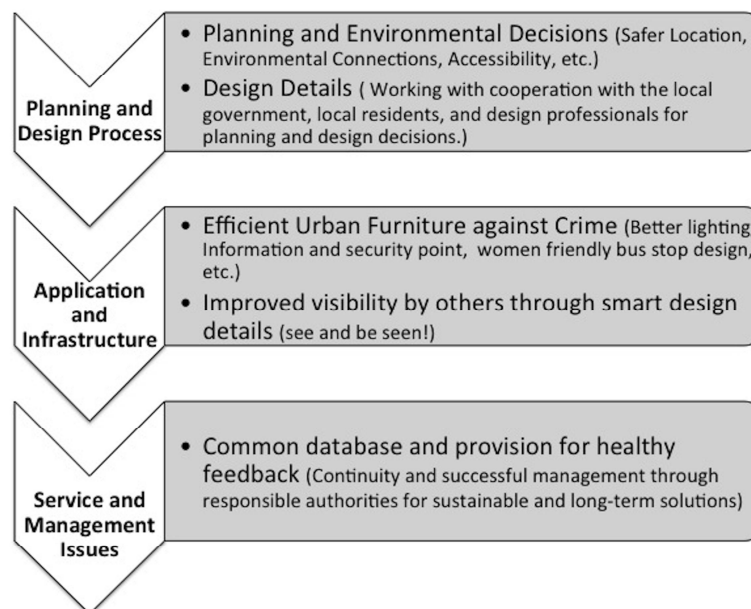 Planning and
Design Process
• Planning and Environmental Decisions (Safer Location,
Environmental Connections, Accessibility, etc.)
• Design Details ( Working with cooperation with the local
government, local residents, and design professionals for
planning and design decisions.)
Application
and
Infrastructure
• Efficient Urban Furniture against Crime (Better lighting
Information and security point, women friendly bus stop design,
etc.)
• Improved visibility by others through smart design
details (see and be seen!)
Service and
Management
Issues
• Common database and provision for healthy
feedback (Continuity and successful management through
responsible authorities for sustainable and long-term solutions)